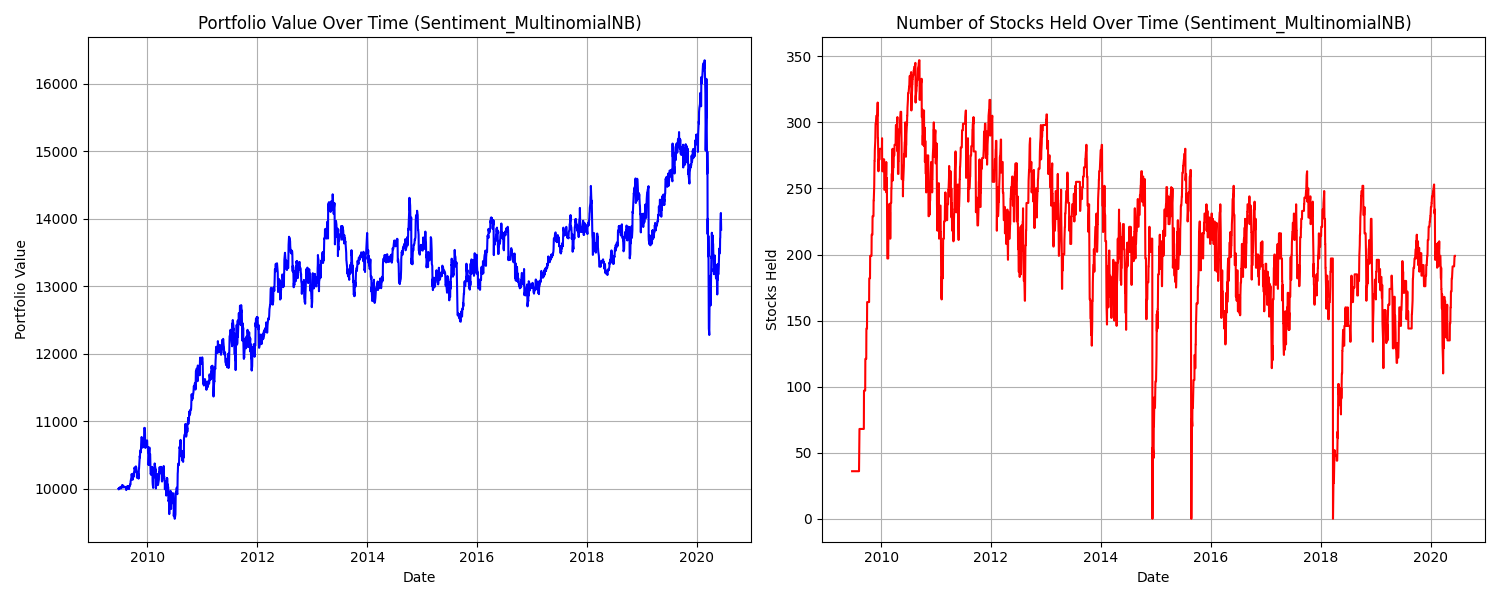 Portfolio Value Over Time (Sentiment_MultinomialNB)
Portfolio Value
16000
15000
14000
13000
12000
11000
10000
2010 2012 2014 2016 2018 2020
Date
Number of Stocks Held Over Time (Sentiment_MultinomialNB)
Stocks Held
350
300
250
200
150
100
50
0
2010 2012 2014 2016 2018 2020
Date